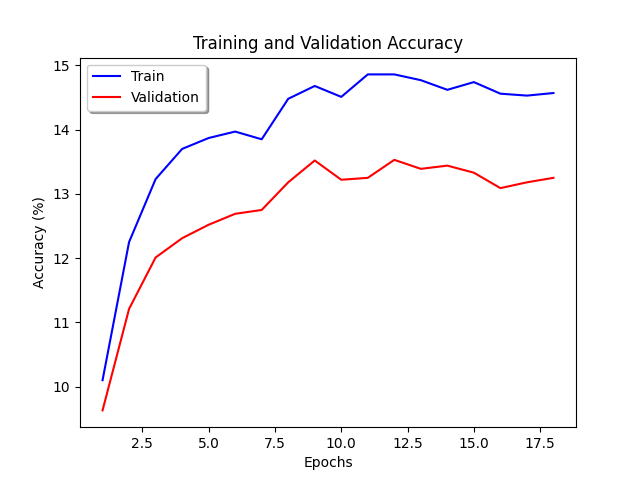 Training and Validation Accuracy
Train
Validation
Accuracy (%)
15
14
13
12
11
10
2.5 5.0 7.5 10.0 12.5 15.0 17.5
Epochs